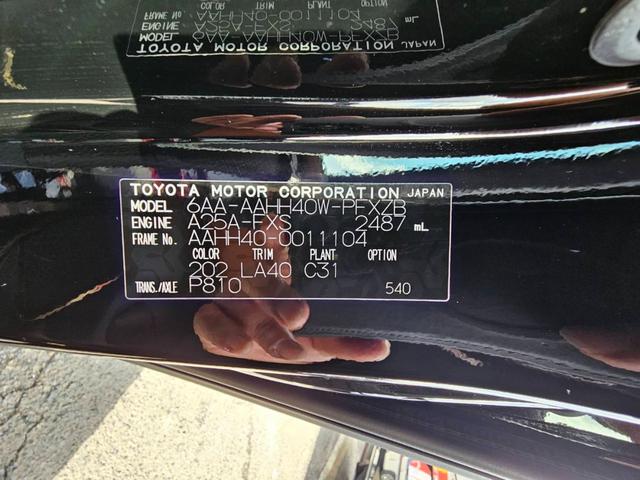 TOYOTA MOTOR CORPORATION JAPAN
MODEL 6AA-AAHH40W-PFXZB
ENGINE A25A-FXS 2487 mL
FRAME NO. AAHH40-0011104
COLOR TRIM PLANT OPTION
202 LA40 C31
TRANS./AXLE P810 540